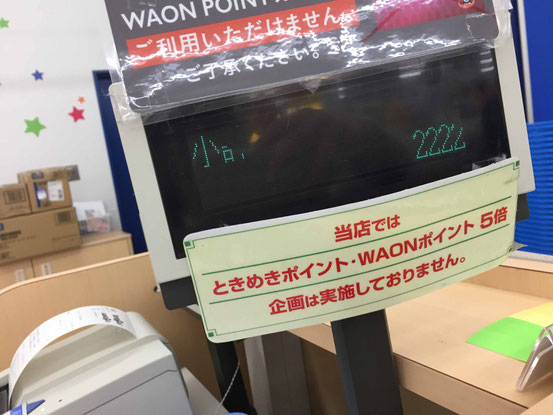 WAON POINT
ご利用いただけません。
ご了承ください。
小計 2222
当店では
ときめきポイント・WAONポイント 5倍
企画は実施しておりません。